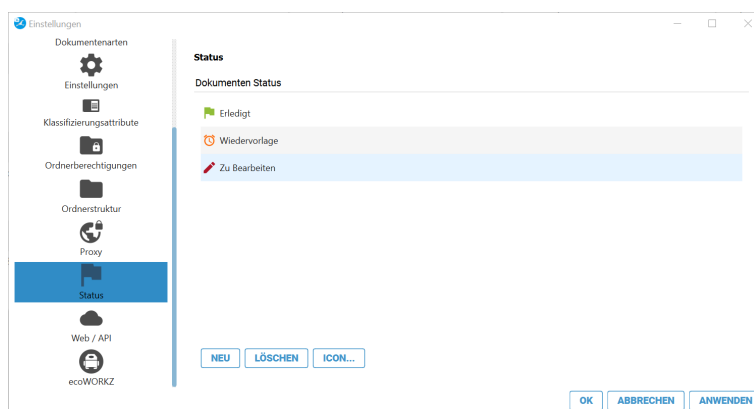 Einstellungen
Dokumentenarten
Einstellungen
Klassifizierungsattribute
Ordnerberechtigungen
Ordnerstruktur
Proxy
Status
Web / API
ecoWORKZ
Status
Dokumenten Status
Erledigt
Wiedervorlage
Zu Bearbeiten
NEU LÖSCHEN ICON...
OK ABBRECHEN ANWENDEN